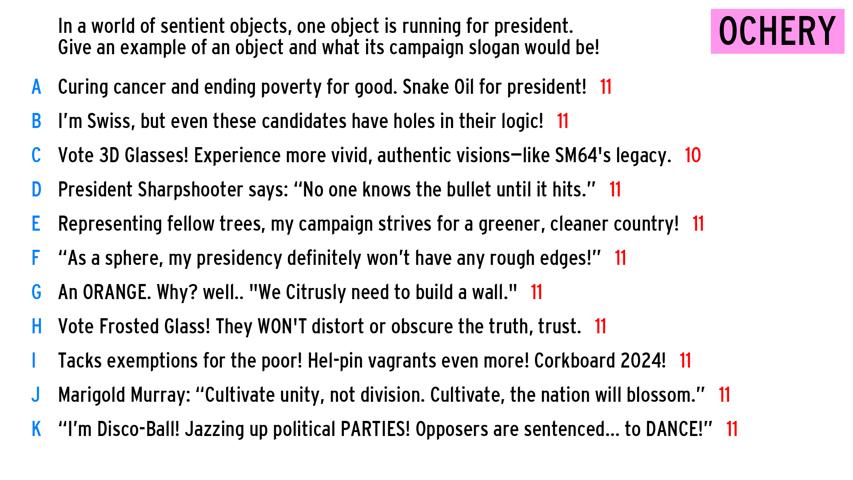 In a world of sentient objects, one object is running for president.
Give an example of an object and what its campaign slogan would be!
OCHERY
A Curing cancer and ending poverty for good. Snake Oil for president! 11
B I’m Swiss, but even these candidates have holes in their logic! 11
C Vote 3D Glasses! Experience more vivid, authentic visions—like SM64's legacy. 10
D President Sharpshooter says: “No one knows the bullet until it hits.” 11
E Representing fellow trees, my campaign strives for a greener, cleaner country! 11
F “As a sphere, my presidency definitely won’t have any rough edges!” 11
G An ORANGE. Why? well.. "We Citrusly need to build a wall." 11
H Vote Frosted Glass! They WON'T distort or obscure the truth, trust. 11
I Tacks exemptions for the poor! Hel-pin vagrants even more! Corkboard 2024! 11
J Marigold Murray: “Cultivate unity, not division. Cultivate, the nation will blossom.” 11
K “I’m Disco-Ball! Jazzing up political PARTIES! Opposers are sentenced... to DANCE!” 11